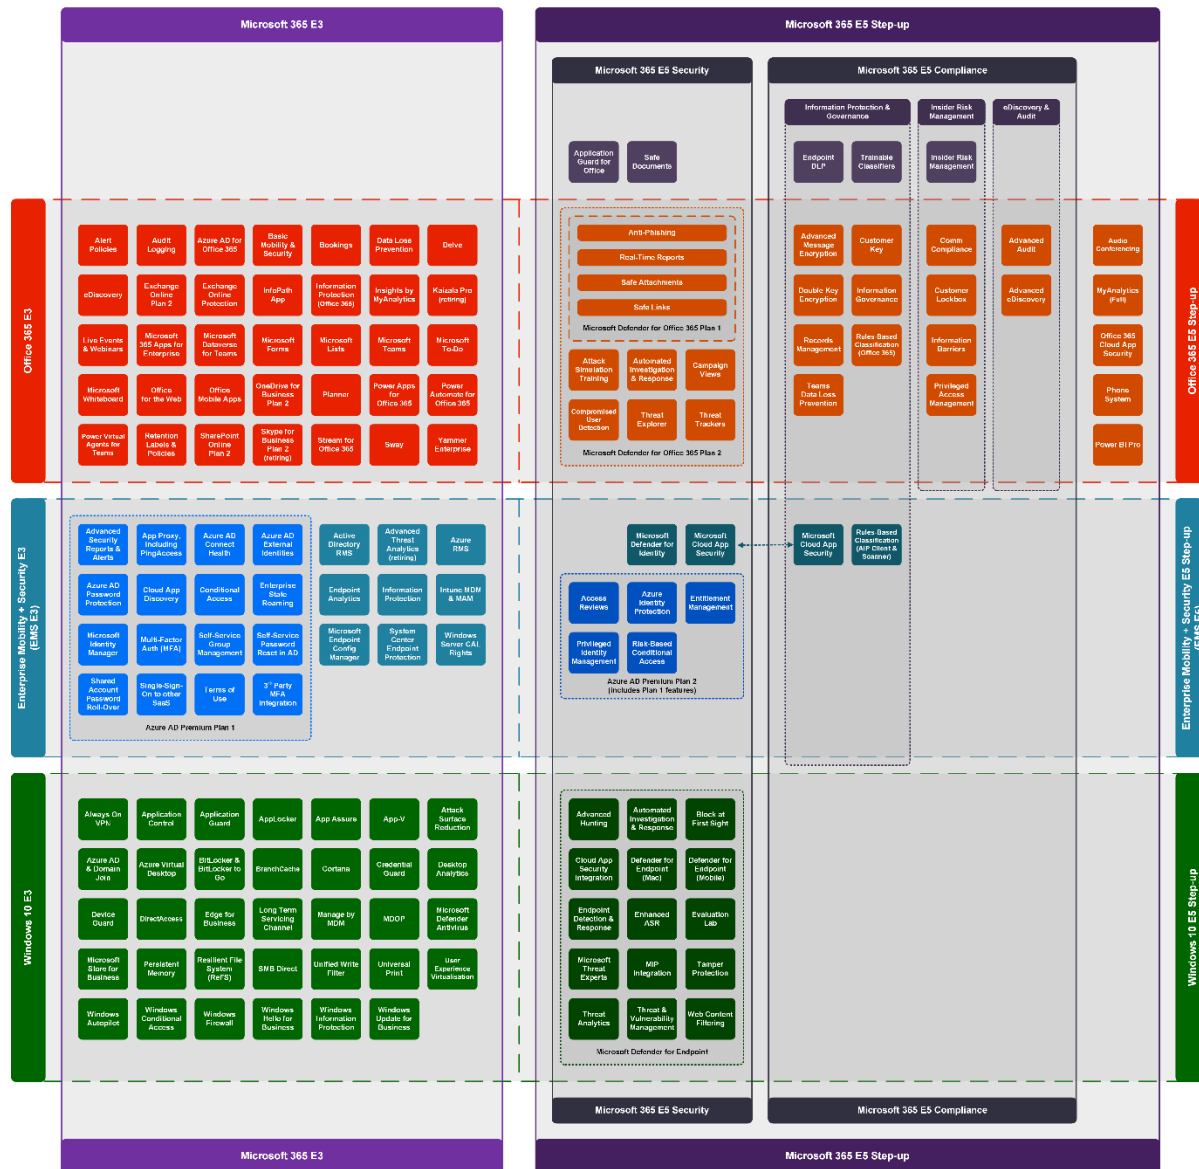 Microsoft 365 E3
Microsoft 365 E5 Step-up
Microsoft 365 E5 Security
Microsoft 365 E5 Compliance
Information Protection &
Governance
Insider Risk
Management
eDiscovery &
Audit
Application
Guard for
Office
Safe
Documents
Endpoint
DLP
Trainable
Classifiers
Insider Risk
Management
Office 365 E3
Alert
Policies
Audit
Logging
Azure AD for
Office 365
Basic
Mobility &
Security
Bookings
Data Loss
Prevention
Delve
eDiscovery
Exchange
Online
Plan 2
Exchange
Online
Protection
InfoPath
App
Information
Protection
(Office 365)
Insights by
MyAnalytics
Kaizala Pro
(retiring)
Live Events
& Webinars
Microsoft
365 Apps for
Enterprise
Microsoft
Dataverse
for Teams
Microsoft
Forms
Microsoft
Lists
Microsoft
Teams
Microsoft
To-Do
Microsoft
Whiteboard
Office
for the Web
Office
Mobile Apps
OneDrive for
Business
Plan 2
Planner
Power Apps
for
Office 365
Power
Automate for
Office 365
Power Virtual
Agents for
Teams
Retention
Labels &
Policies
SharePoint
Online
Plan 2
Skype for
Business
Plan 2
(retiring)
Stream for
Office 365
Sway
Yammer
Enterprise
Anti-Phishing
Real-Time Reports
Safe Attachments
Safe Links
Microsoft Defender for Office 365 Plan 1
Attack
Simulation
Training
Automated
Investigation
& Response
Campaign
Views
Compromised
User
Detection
Threat
Explorer
Threat
Trackers
Microsoft Defender for Office 365 Plan 2
Advanced
Message
Encryption
Customer
Key
Double Key
Encryption
Information
Governance
Records
Management
Rules Based
Classification
(Office 365)
Teams
Data Loss
Prevention
Comm
Compliance
Customer
Lockbox
Information
Barriers
Privileged
Access
Management
Advanced
Audit
Advanced
eDiscovery
Audio
Conferencing
MyAnalytics
(Full)
Office 365
Cloud App
Security
Phone
System
Power BI Pro
Office 365 E5 Step-up
Enterprise Mobility + Security E3
(EMS E3)
Advanced
Security
Reports &
Alerts
App Proxy,
Including
PingAccess
Azure AD
Connect
Health
Azure AD
External
Identities
Azure AD
Password
Protection
Cloud App
Discovery
Conditional
Access
Enterprise
State
Roaming
Microsoft
Identity
Manager
Multi-Factor
Auth (MFA)
Self-Service
Group
Management
Self-Service
Password
React in AD
Shared
Account
Password
Roll-Over
Single-Sign-
On to other
SaaS
Terms of
Use
3rd Party
MFA
Integration
Azure AD Premium Plan 1
Active
Directory
RMS
Advanced
Threat
Analytics
(retiring)
Azure
RMS
Endpoint
Analytics
Information
Protection
Intune MDM
& MAM
Microsoft
Endpoint
Config
Manager
System
Center
Endpoint
Protection
Windows
Server CAL
Rights
Microsoft
Defender for
Identity
Microsoft
Cloud App
Security
Microsoft
Cloud App
Security
Rules-Based
Classification
(AIP Client &
Scanner)
Access
Reviews
Azure
Identity
Protection
Entitlement
Management
Privileged
Identity
Management
Risk-Based
Conditional
Access
Azure AD Premium Plan 2
(includes Plan 1 features)
Enterprise Mobility + Security E5 Step-up
Windows 10 E3
Always On
VPN
Application
Control
Application
Guard
AppLocker
App Assure
App-V
Attack
Surface
Reduction
Azure AD
& Domain
Join
Azure Virtual
Desktop
BitLocker &
BitLocker to
Go
BranchCache
Cortana
Credential
Guard
Desktop
Analytics
Device
Guard
DirectAccess
Edge for
Business
Long Term
Servicing
Channel
Manage by
MDM
MDOP
Microsoft
Defender
Antivirus
Microsoft
Store for
Business
Persistent
Memory
Resilient File
System
(ReFS)
SMB Direct
Unified Write
Filter
Universal
Print
User
Experience
Virtualisation
Windows
Autopilot
Windows
Conditional
Access
Windows
Firewall
Windows
Hello for
Business
Windows
Information
Protection
Windows
Update for
Business
Advanced
Hunting
Automated
Investigation
& Response
Block at
First Sight
Cloud App
Security
Integration
Defender for
Endpoint
(Mac)
Defender for
Endpoint
(Mobile)
Endpoint
Detection &
Response
Enhanced
ASR
Evaluation
Lab
Microsoft
Threat
Experts
MIP
Integration
Tamper
Protection
Threat
Analytics
Threat &
Vulnerability
Management
Web Content
Filtering
Microsoft Defender for Endpoint
Windows 10 E5 Step-up
Microsoft 365 E5 Security
Microsoft 365 E5 Compliance
Microsoft 365 E3
Microsoft 365 E5 Step-up